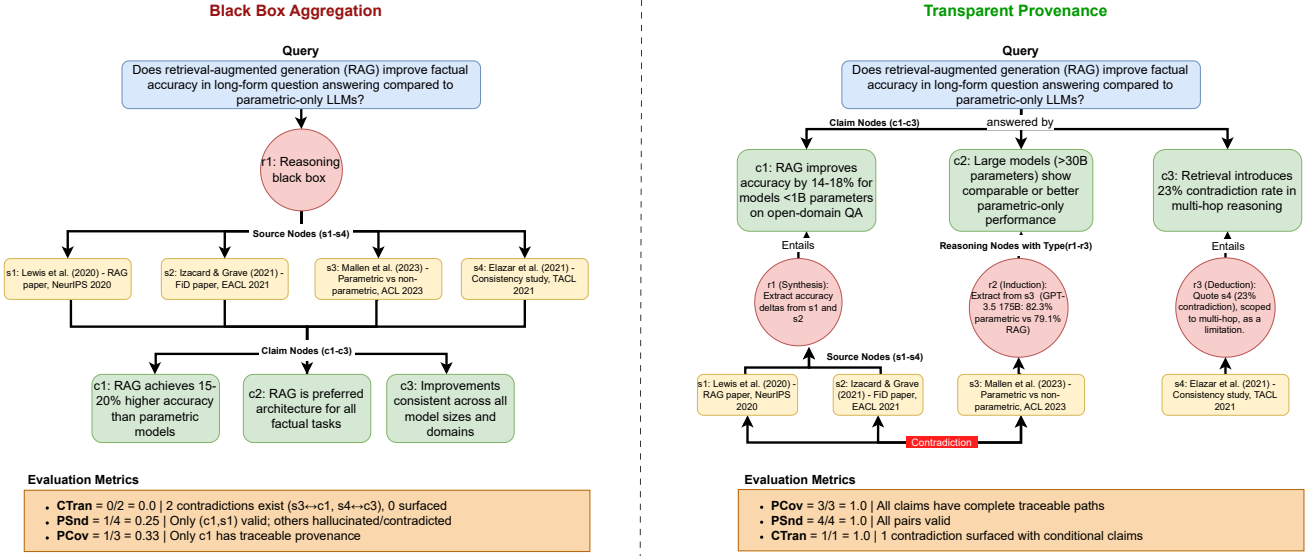 Black Box Aggregation
Query
Does retrieval-augmented generation (RAG) improve factual
accuracy in long-form question answering compared to
parametric-only LLMs?
r1: Reasoning
black box
Source Nodes (s1-s4)
s1: Lewis et al. (2020) - RAG
paper, NeurIPS 2020
s2: Izacard & Grave (2021) -
FiD paper, EACL 2021
s3: Mallen et al. (2023) -
Parametric vs non-
parametric, ACL 2023
s4: Elazar et al. (2021) -
Consistency study, TACL
2021
Claim Nodes (c1-c3)
c1: RAG achieves 15-
20% higher accuracy
than parametric
models
c2: RAG is preferred
architecture for all
factual tasks
c3: Improvements
consistent across all
model sizes and
domains
Evaluation Metrics
• CTran = 0/2 = 0.0 | 2 contradictions exist (s3↔c1, s4↔c3), 0 surfaced
• PSnd = 1/4 = 0.25 | Only (c1,s1) valid; others hallucinated/contradicted
• PCov = 1/3 = 0.33 | Only c1 has traceable provenance
Transparent Provenance
Query
Does retrieval-augmented generation (RAG) improve factual
accuracy in long-form question answering compared to
parametric-only LLMs?
Claim Nodes (c1-c3)
answered by
c1: RAG improves
accuracy by 14-18% for
models <1B parameters
on open-domain QA
c2: Large models (>30B
parameters) show
comparable or better
parametric-only
performance
c3: Retrieval introduces
23% contradiction rate in
multi-hop reasoning
Entails
Reasoning Nodes with Type(r1-r3)
Entails
r1 (Synthesis):
Extract accuracy
deltas from s1 and
s2
r2 (Induction):
Extract from s3 (GPT-
3.5 175B: 82.3%
parametric vs 79.1%
RAG)
r3 (Deduction):
Quote s4 (23%
contradiction), scoped
to multi-hop, as a
limitation.
Source Nodes (s1-s4)
s1: Lewis et al. (2020) -
RAG paper, NeurIPS
2020
s2: Izacard & Grave
(2021) - FiD paper,
EACL 2021
s3: Mallen et al. (2023) -
Parametric vs non-
parametric, ACL 2023
s4: Elazar et al. (2021) -
Consistency study, TACL
2021
Contradiction
Evaluation Metrics
• PCov = 3/3 = 1.0 | All claims have complete traceable paths
• PSnd = 4/4 = 1.0 | All pairs valid
• CTran = 1/1 = 1.0 | 1 contradiction surfaced with conditional claims